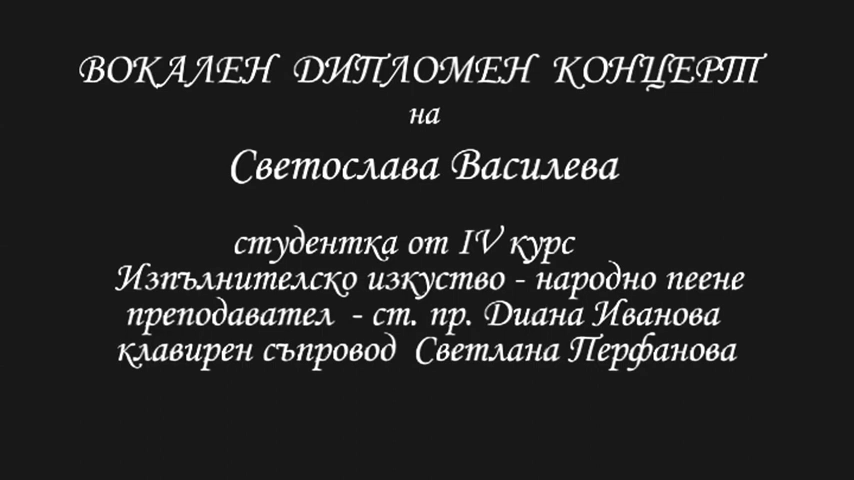 ВОКАЛЕН ДИПЛОМЕН КОНЦЕРТ
на
Светослава Василева
студентка от IV курс
Изпълнителско изкуство - народно пеене
преподавател - ст. пр. Диана Иванова
клавирен съпровод Светлана Перфанова